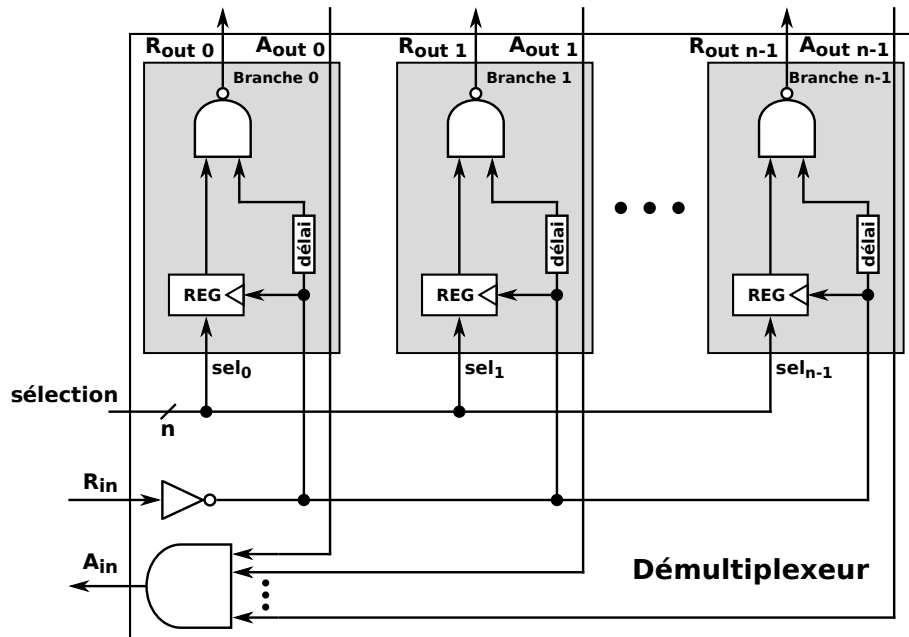 Rout 0 Aout 0 Rout 1 Aout 1 Rout n-1 Aout n-1
Branche 0 Branche 1 Branche n-1
délai délai délai
REG REG REG
sel0 sel1 seln-1
sélection
n
Rin
Ain
Démultiplexeur